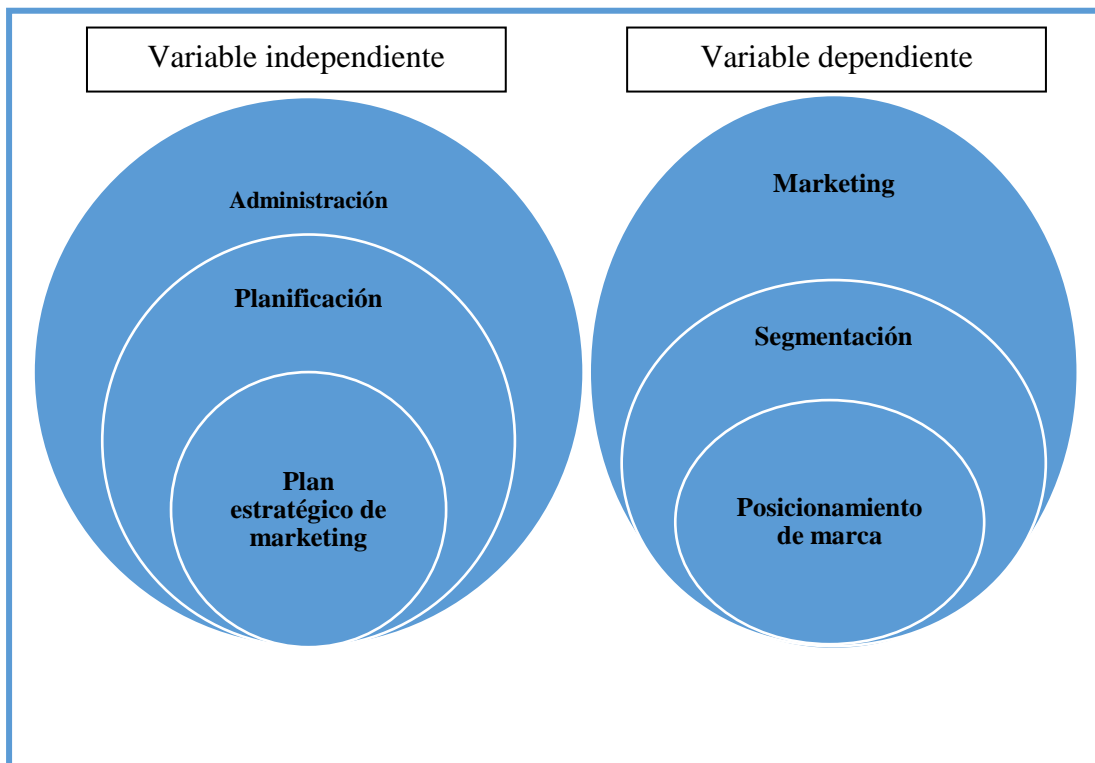 Variable independiente
Variable dependiente
Administración
Planificación
Plan
estratégico de
marketing
Marketing
Segmentación
Posicionamiento
de marca